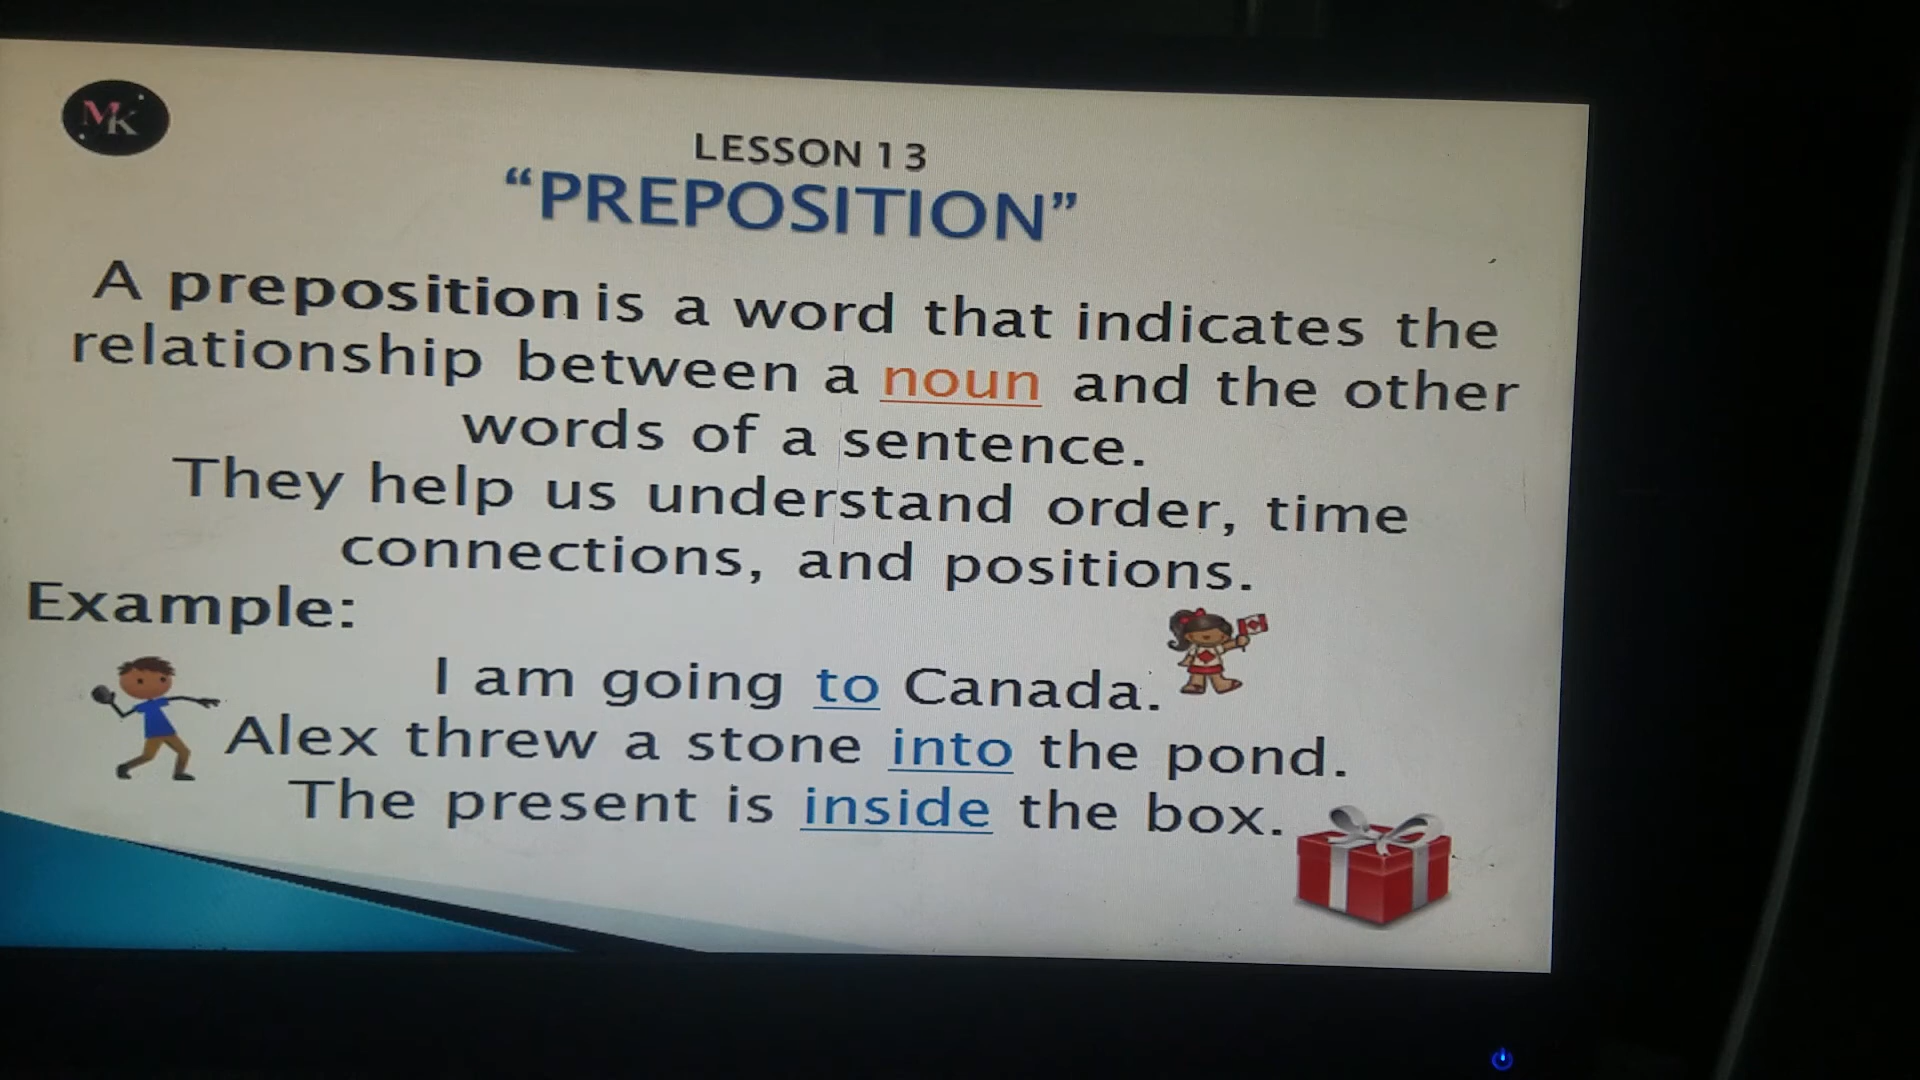 MK
LESSON 13
“PREPOSITION”
A preposition is a word that indicates the
relationship between a noun and the other
words of a sentence.
They help us understand order, time
connections, and positions.
Example:
I am going to Canada.
Alex threw a stone into the pond.
The present is inside the box.